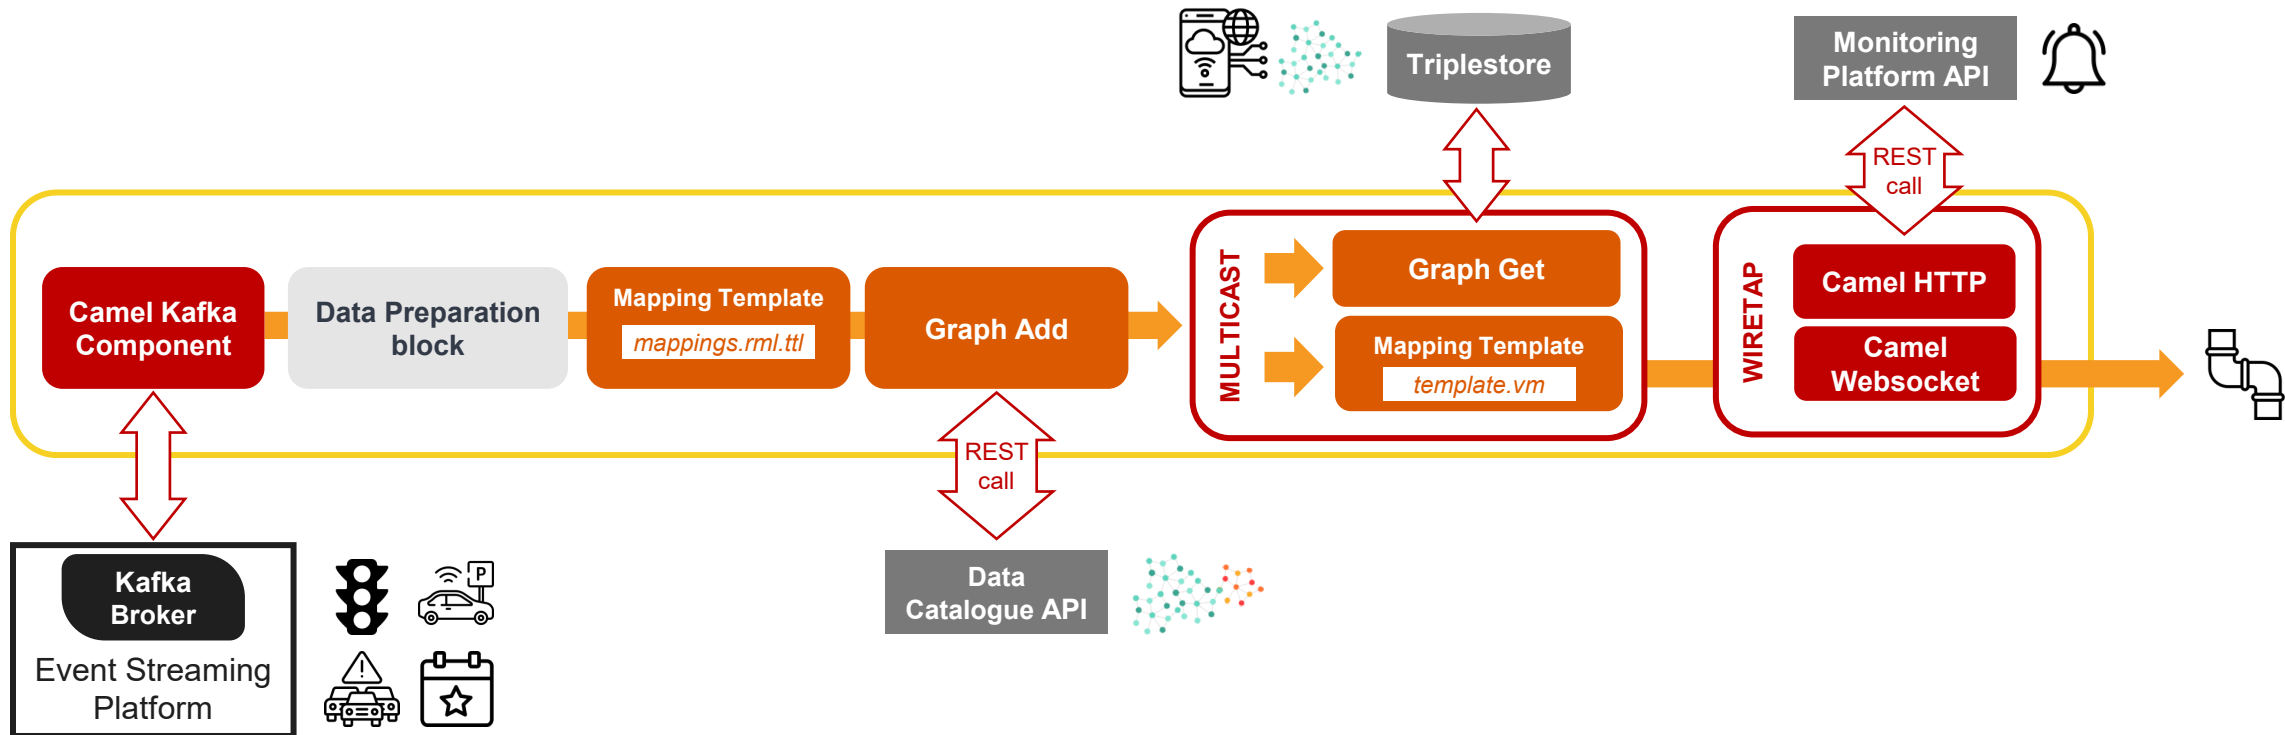 Triplestore
Monitoring
Platform API
REST
call
Camel Kafka
Component
Data Preparation
block
Mapping Template
mappings.rml.ttl
Graph Add
MULTICAST
Graph Get
Mapping Template
template.vm
WIRETAP
Camel HTTP
Camel
Websocket
REST
call
Kafka
Broker
Event Streaming
Platform
P
Data
Catalogue API